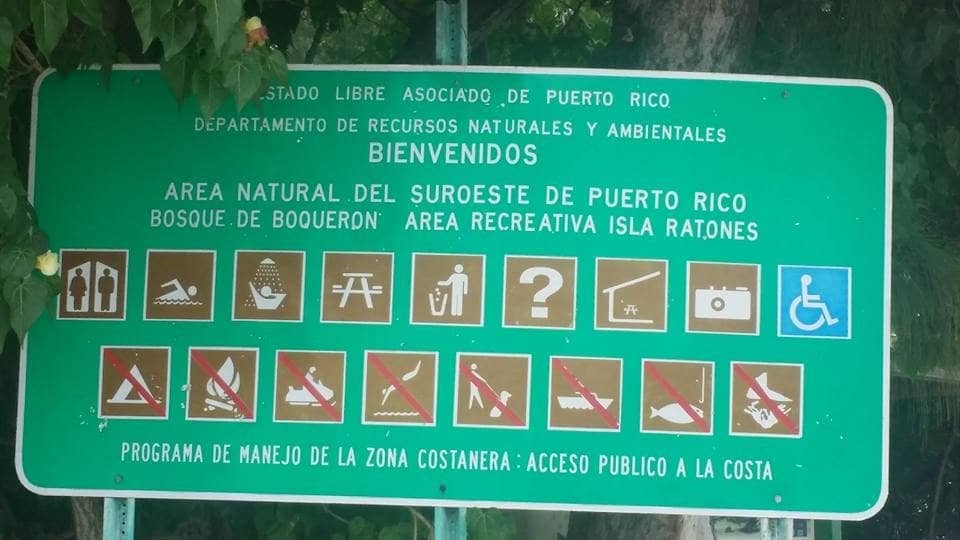 ESTADO LIBRE ASOCIADO DE PUERTO RICO
DEPARTAMENTO DE RECURSOS NATURALES Y AMBIENTALES
BIENVENIDOS
AREA NATURAL DEL SUROESTE DE PUERTO RICO
BOSQUE DE BOQUERON AREA RECREATIVA ISLA RATONES
?
PROGRAMA DE MANEJO DE LA ZONA COSTANERA : ACCESO PUBLICO A LA COSTA